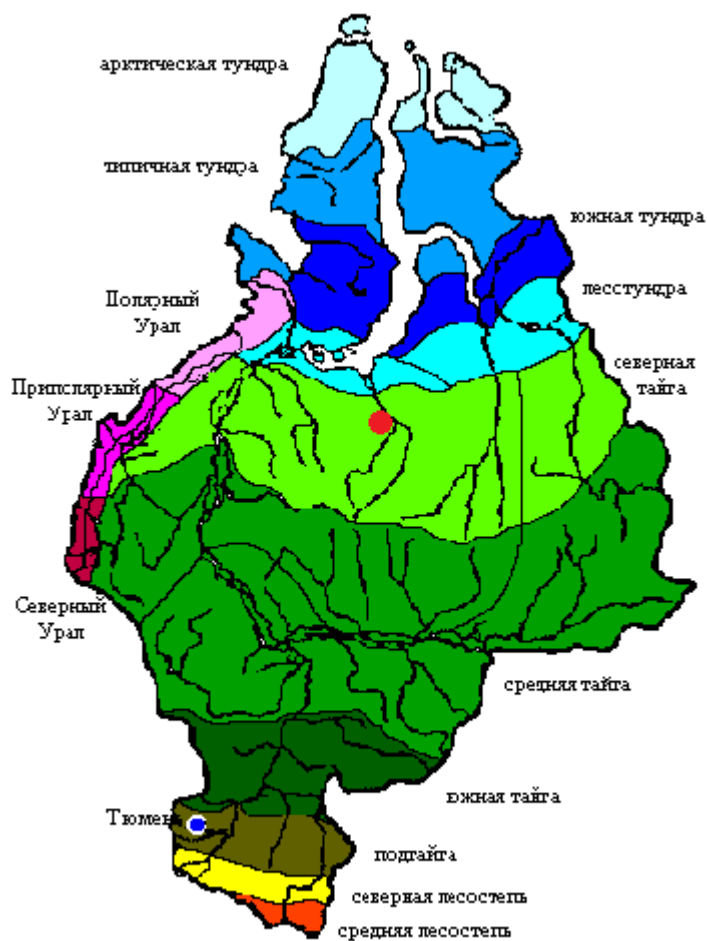 арктическая тундра
типичная тундра
южная тундра
Полярный
Урал
лесотундра
северная
тайга
Приполярный
Урал
Северный
Урал
средняя тайга
южная тайга
Тюмень
подтайга
северная лесостепь
средняя лесостепь